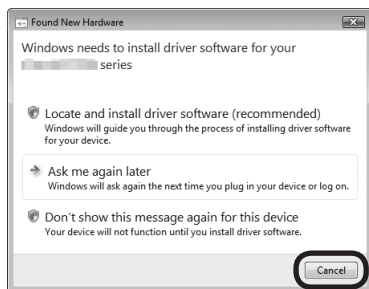 Found New Hardware
Windows needs to install driver software for your
series
Locate and install driver software (recommended)
Windows will guide you through the process of installing driver software
for your device.
Ask me again later
Windows will ask again the next time you plug in your device or log on.
Don't show this message again for this device
Your device will not function until you install driver software.
Cancel